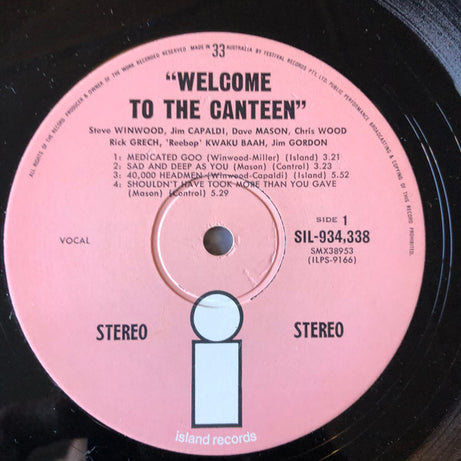 ALL RIGHTS OF THE RECORD PRODUCER & OWNER OF THE WORK RECORDED RESERVED. MADE IN AUSTRALIA BY FESTIVAL RECORDS PTY. LTD. PUBLIC PERFORMANCE BROADCASTING & COPYING OF THIS RECORD PROHIBITED.
33
"WELCOME
TO THE CANTEEN"
Steve WINWOOD, Jim CAPALDI, Dave MASON, Chris WOOD
Rick GRECH, 'Reebop' KWAKU BAAH, Jim GORDON
1: MEDICATED GOO (Winwood-Miller) (Island) 3.21
2: SAD AND DEEP AS YOU (Mason) (Control) 3.23
3: 40,000 HEADMEN (Winwood-Capaldi) (Island) 5.52
4: SHOULDN'T HAVE TOOK MORE THAN YOU GAVE
(Mason) (Control) 5.29
SIDE 1
VOCAL
SIL-934,338
SMX38953
(ILPS-9166)
STEREO
STEREO
i
island records